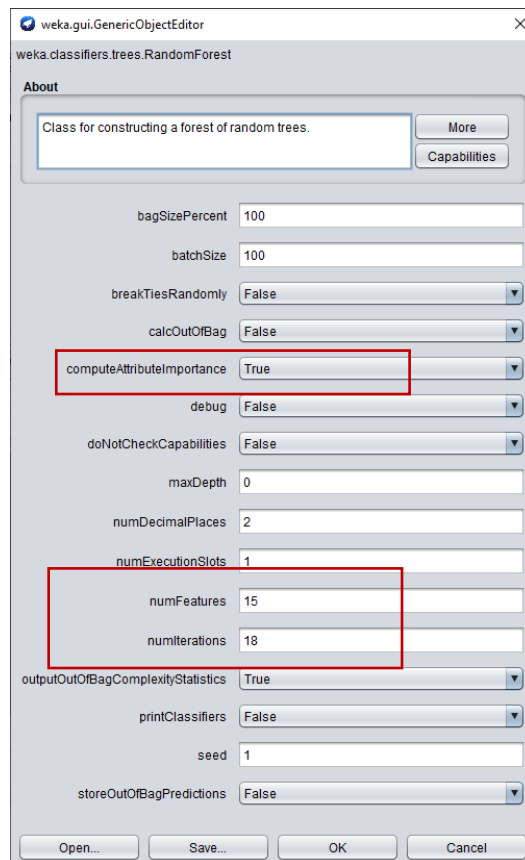 weka.gui.GenericObjectEditor
weka.classifiers.trees.RandomForest
About
Class for constructing a forest of random trees.
More
Capabilities
bagSizePercent 100
batchSize 100
breakTiesRandomly False
calcOutOfBag False
computeAttributeImportance True
debug False
doNotCheckCapabilities False
maxDepth 0
numDecimalPlaces 2
numExecutionSlots 1
numFeatures 15
numIterations 18
outputOutOfBagComplexityStatistics True
printClassifiers False
seed 1
storeOutOfBagPredictions False
Open... Save... OK Cancel